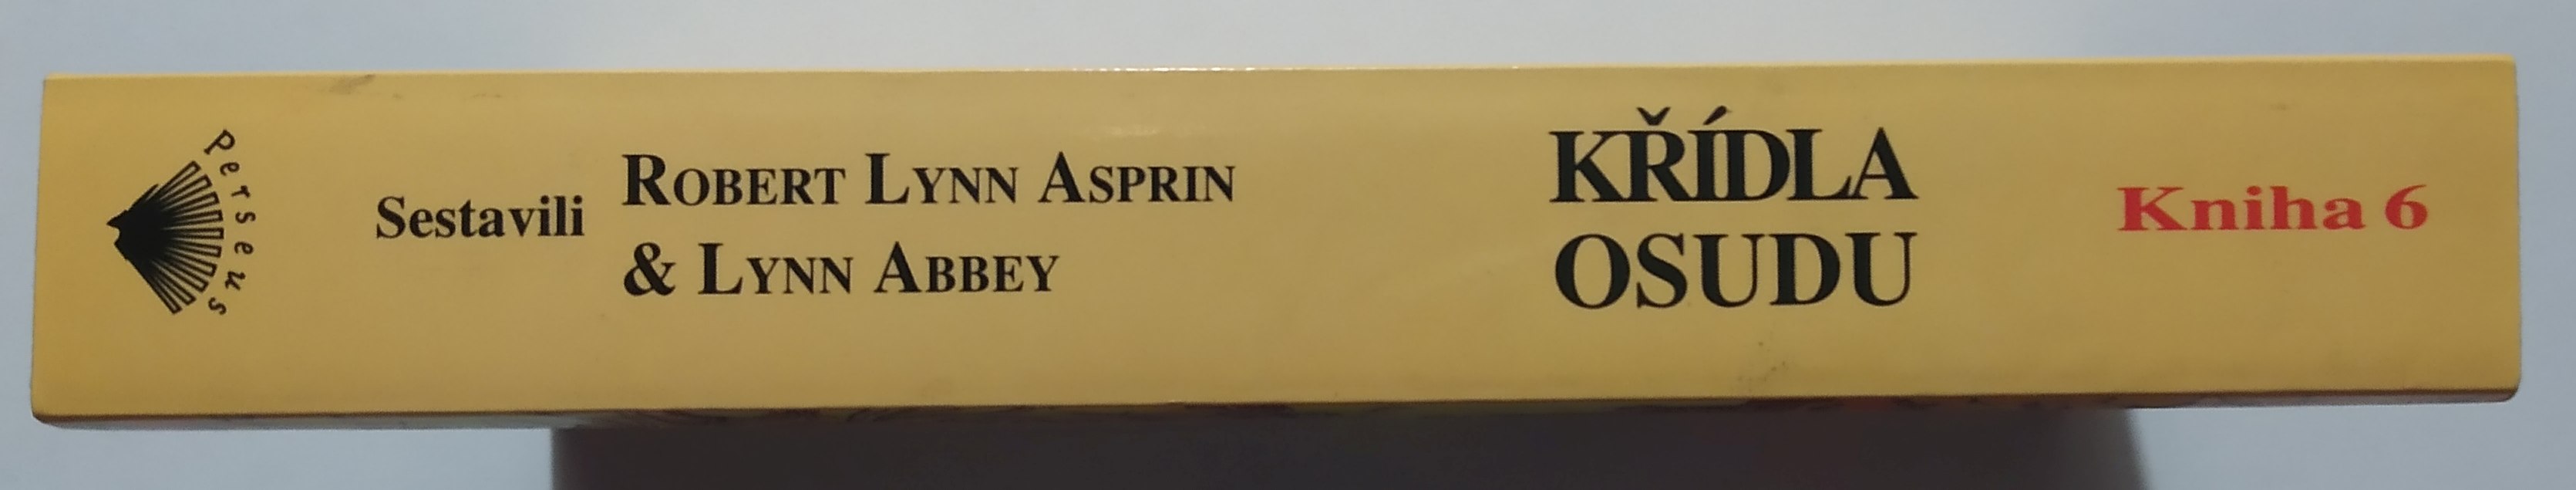 Perseus
Sestavili
ROBERT LYNN ASPRIN
& LYNN ABBEY
KŘÍDLA
OSUDU
Kniha 6